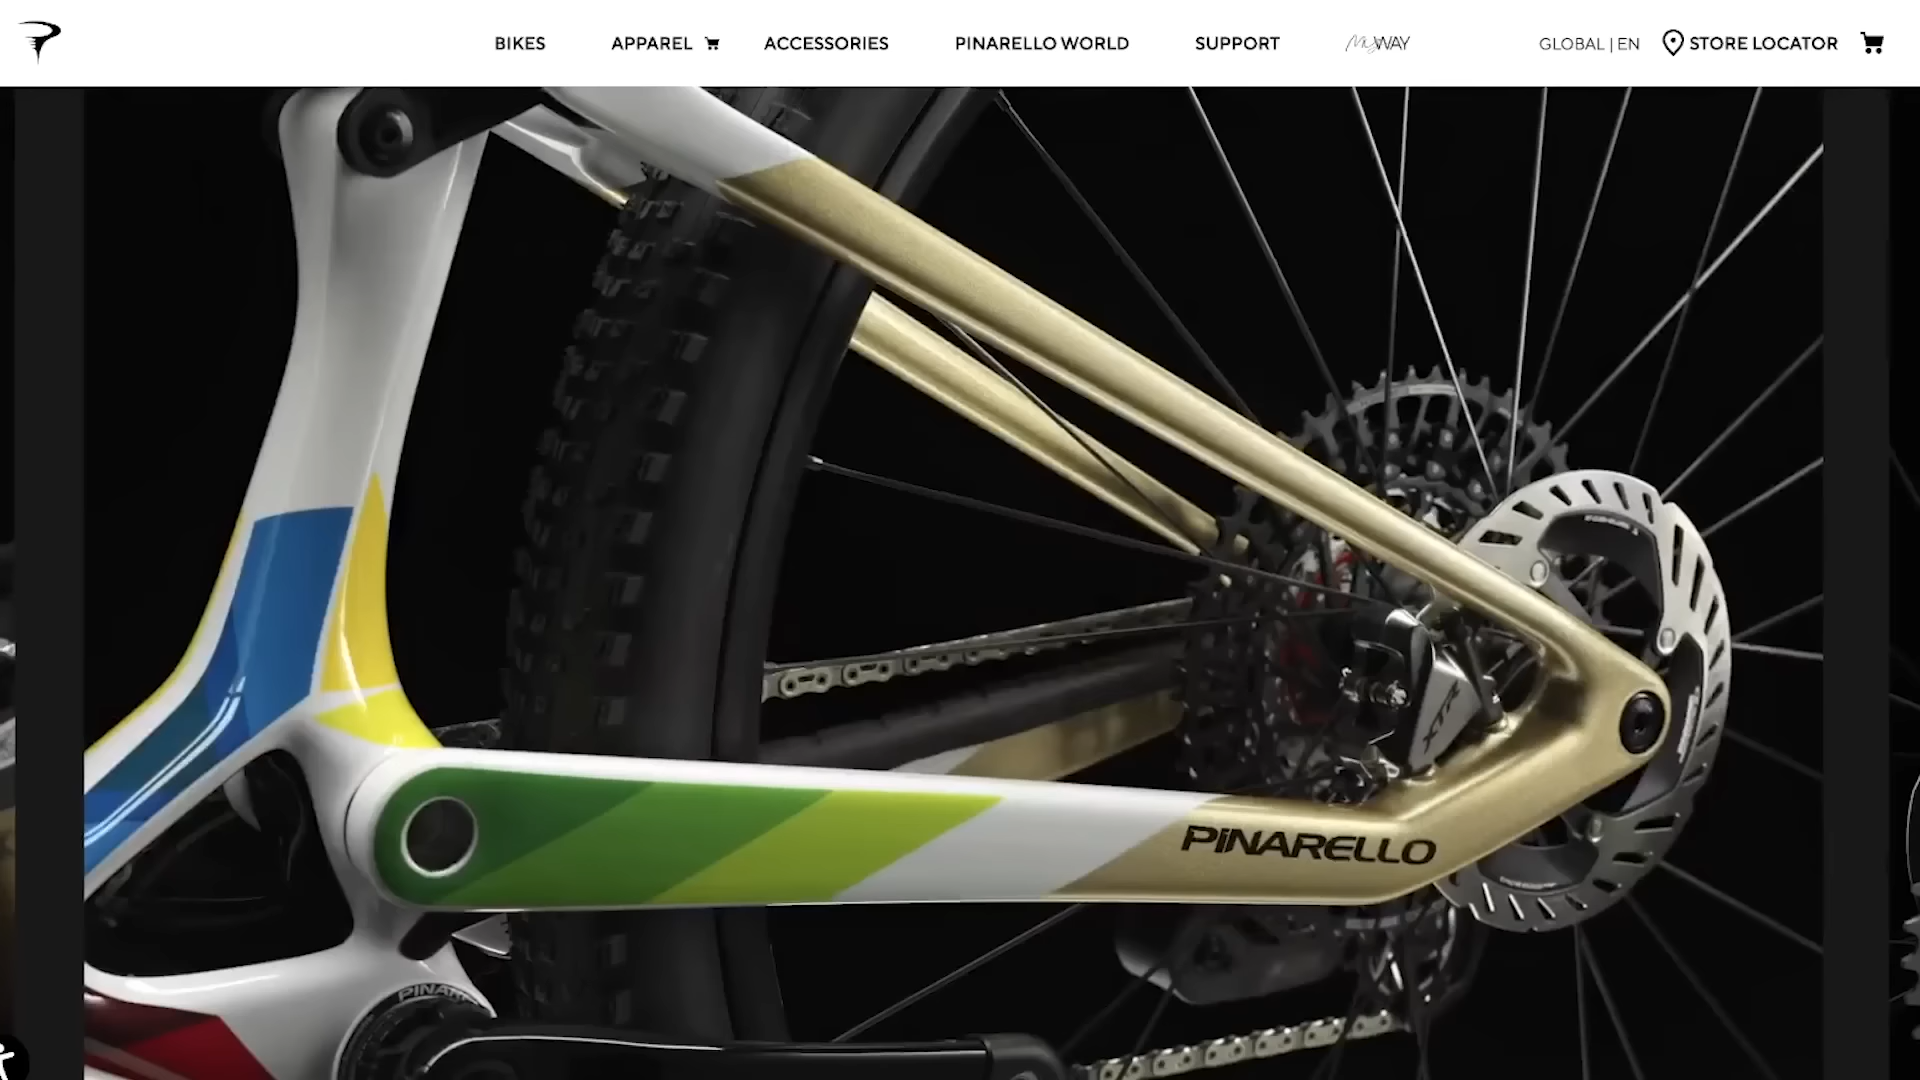 BIKES
APPAREL
ACCESSORIES
PINARELLO WORLD
SUPPORT
MyWAY
GLOBAL | EN
STORE LOCATOR
XTR
PINARELLO